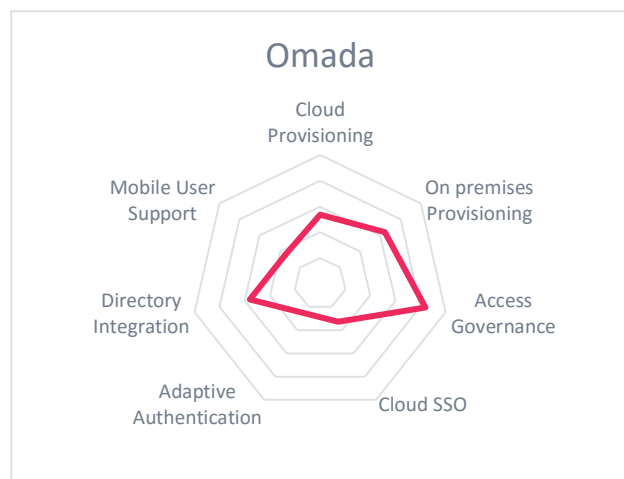 Omada
Cloud
Provisioning
On premises
Provisioning
Access
Governance
Cloud SSO
Adaptive
Authentication
Directory
Integration
Mobile User
Support